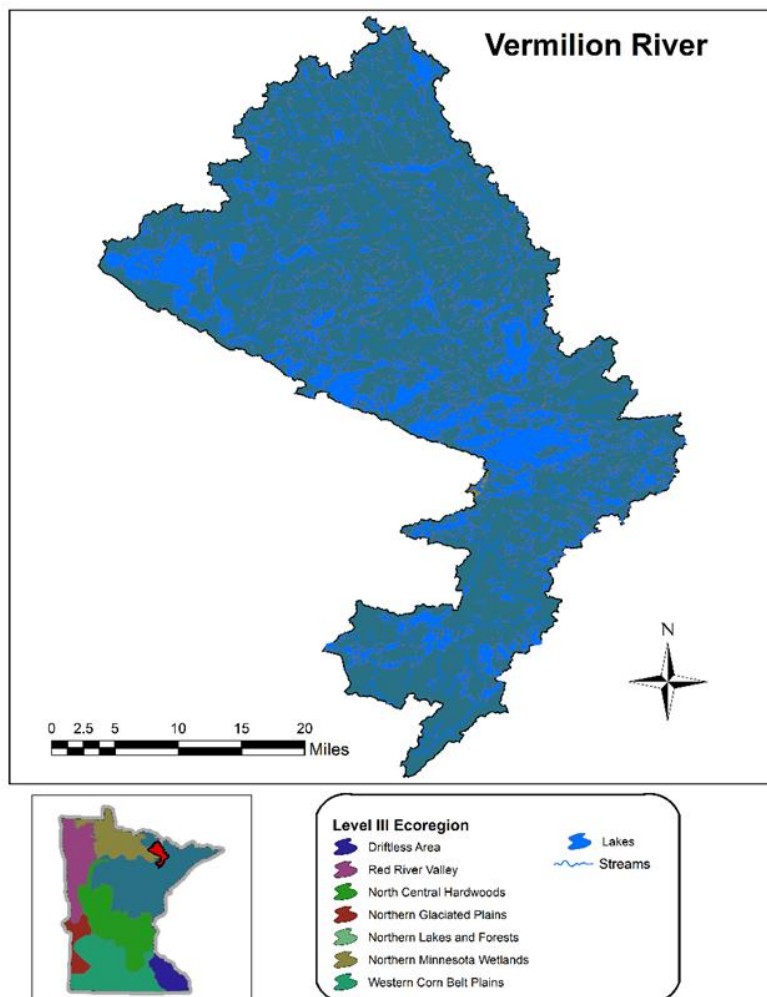 Vermilion River
N
0 2.5 5 10 15 20
Miles
Level III Ecoregion
Driftless Area
Red River Valley
North Central Hardwoods
Northern Glaciated Plains
Northern Lakes and Forests
Northern Minnesota Wetlands
Western Corn Belt Plains
Lakes
Streams